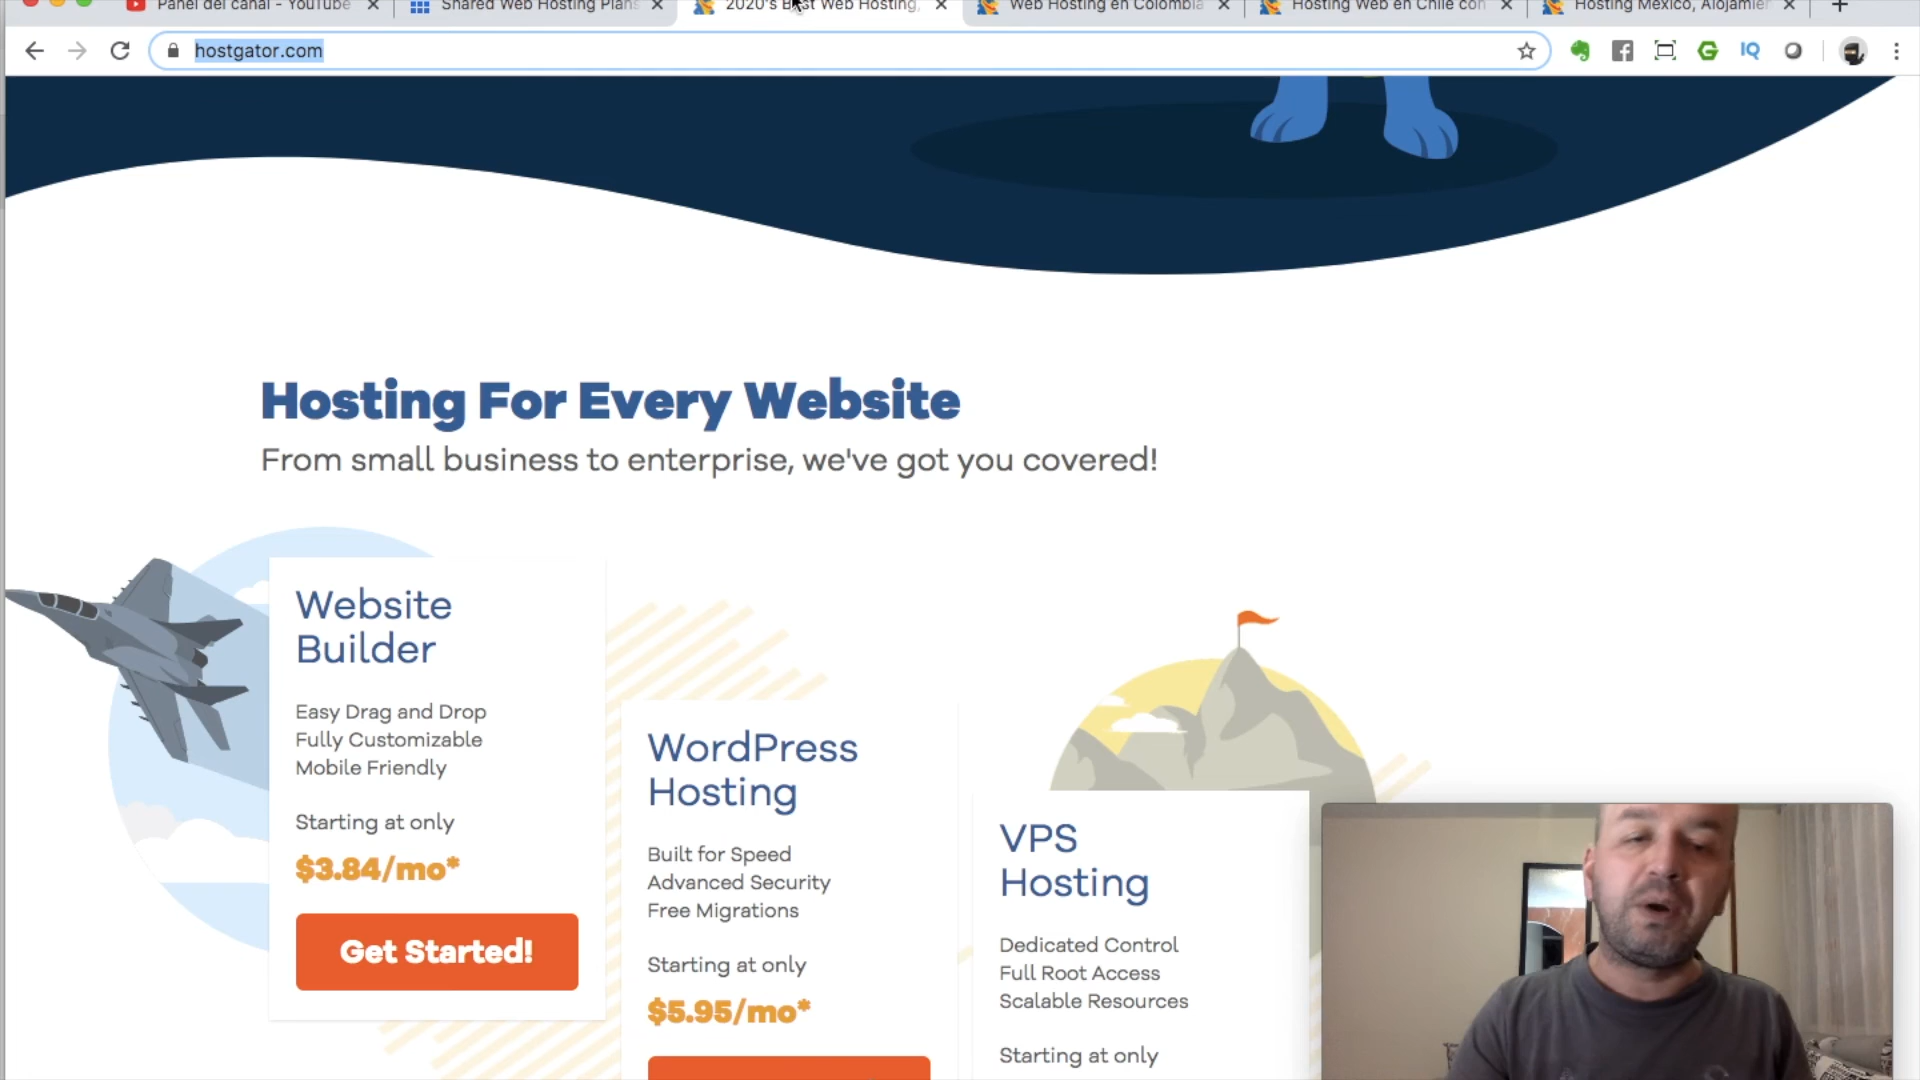 Panel del canal - YouTube
Shared Web Hosting Plans
2020's Best Web Hosting,
Web Hosting en Colombia
Hosting Web en Chile con
Hosting Mexico, Alojamien
hostgator.com
IQ
Hosting For Every Website
From small business to enterprise, we've got you covered!
Website
Builder
Easy Drag and Drop
Fully Customizable
Mobile Friendly
Starting at only
$3.84/mo*
Get Started!
WordPress
Hosting
Built for Speed
Advanced Security
Free Migrations
Starting at only
$5.95/mo*
VPS
Hosting
Dedicated Control
Full Root Access
Scalable Resources
Starting at only